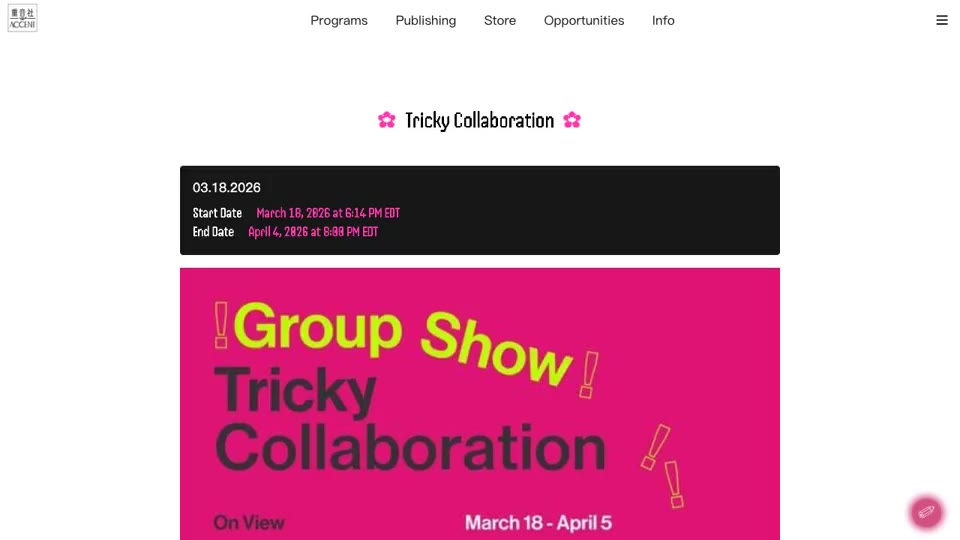 重音社
ACCENT
Programs
Publishing
Store
Opportunities
Info
Tricky Collaboration
03.18.2026
Start Date March 18, 2026 at 6:14 PM EDT
End Date April 4, 2026 at 8:00 PM EDT
!Group Show!
Tricky
Collaboration
!!
On View
March 18 - April 5